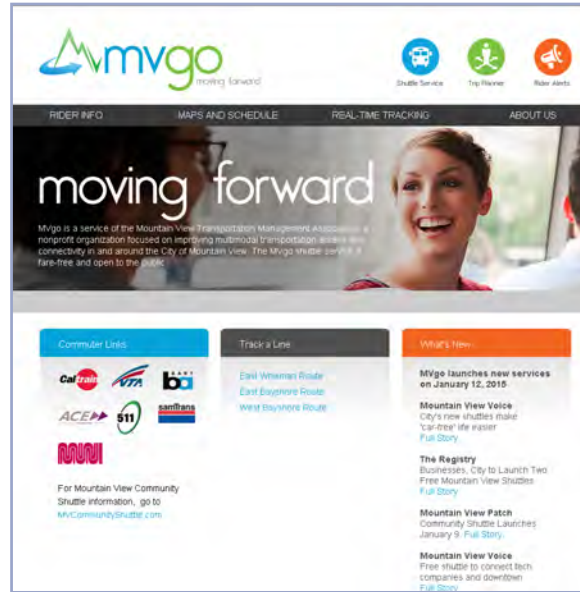 mvgo
moving forward
Shuttle Service
Trip Planner
Rider Alerts
RIDER INFO
MAPS AND SCHEDULE
REAL-TIME TRACKING
ABOUT US
moving forward
MVgo is a service of the Mountain View Transportation Management Association, a
nonprofit organization focused on improving multimodal transportation access and
connectivity in and around the City of Mountain View. The MVgo shuttle service is
fare-free and open to the public.
Commuter Links
Caltrain
VTA
ACE
511
samTrans
MUNI
For Mountain View Community
Shuttle information, go to
MVCommunityShuttle.com
Track a Line
East Whisman Route
East Bayshore Route
West Bayshore Route
What's New
MVgo launches new services
on January 12, 2015
Mountain View Voice
City's new shuttles make
'car-free' life easier
Full Story
The Registry
Businesses, City to Launch Two
Free Mountain View Shuttles
Full Story
Mountain View Patch
Community Shuttle Launches
January 9. Full Story.
Mountain View Voice
Free shuttle to connect tech
companies and downtown
Full Story